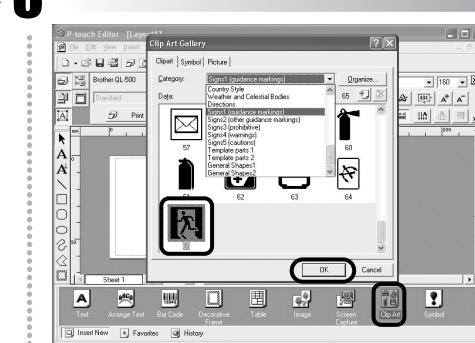 P-touch Editor - [Layout1]
File Edit View Insert
Clip Art Gallery
Clipart Symbol Picture
Category:
Signs1 (guidance markings)
Organize...
Data:
Country Style
Weather and Celestial Bodies
Directions
Signs1 (guidance markings)
Signs2 (other guidance markings)
Signs3 (prohibitive)
Signs4 (warnings)
Signs5 (cautions)
Template parts 1
Template parts 2
General Shapes1
General Shapes2
65
57
60
61
62
63
64
OK
Cancel
Brother QL-500
Standard
Print
160
mm
200
Sheet 1
Text
Arrange Text
Bar Code
Decorative Frame
Table
Image
Screen Capture
Clip Art
Symbol
Insert New
Favorites
History